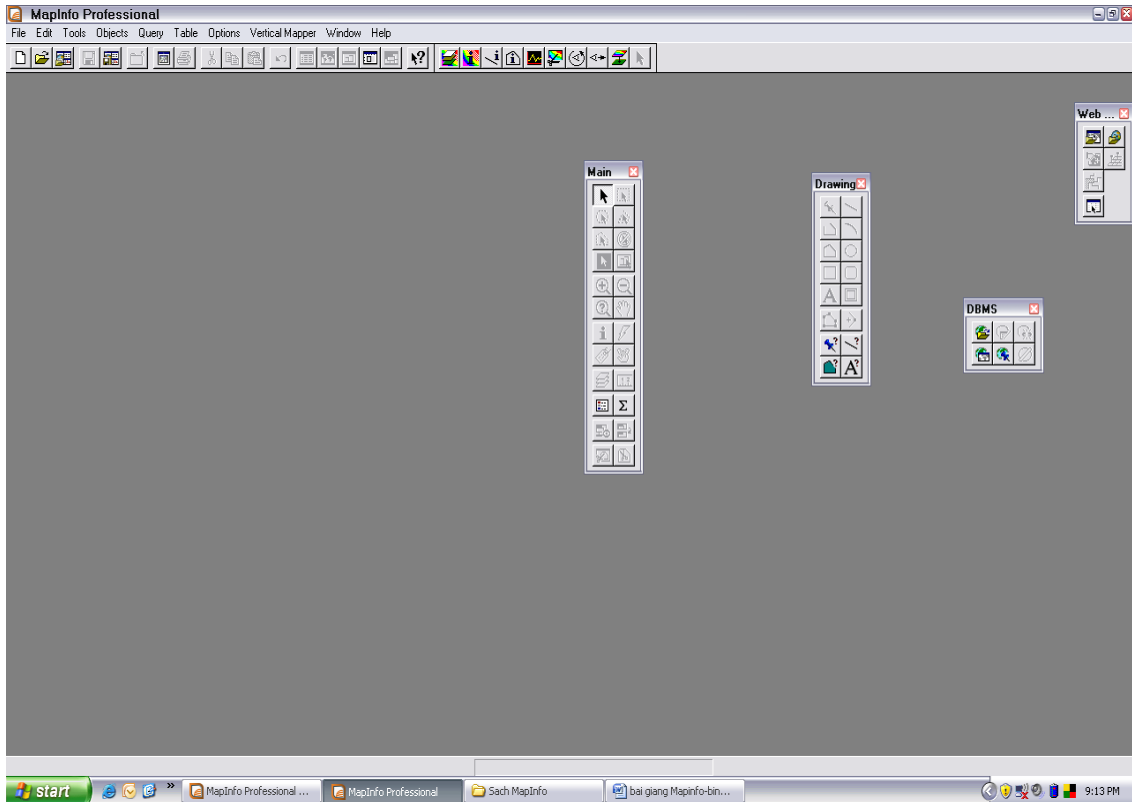 MapInfo Professional
File Edit Tools Objects Query Table Options Vertical Mapper Window Help
Web ...
Main
Drawing
DBMS
start
»
MapInfo Professional ...
MapInfo Professional
Sach MapInfo
bai giang Mapinfo-bin...
9:13 PM